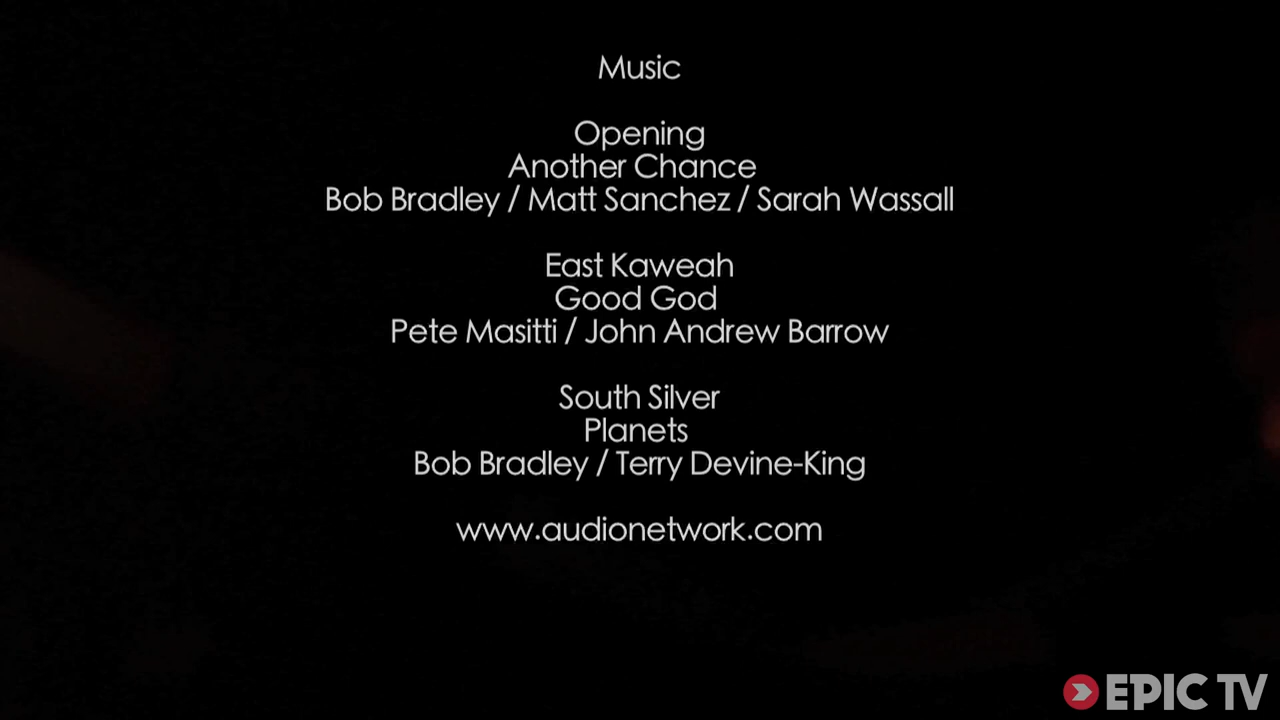 Music
Opening
Another Chance
Bob Bradley / Matt Sanchez / Sarah Wassall
East Kaweah
Good God
Pete Masitti / John Andrew Barrow
South Silver
Planets
Bob Bradley / Terry Devine-King
www.audionetwork.com
EPIC TV